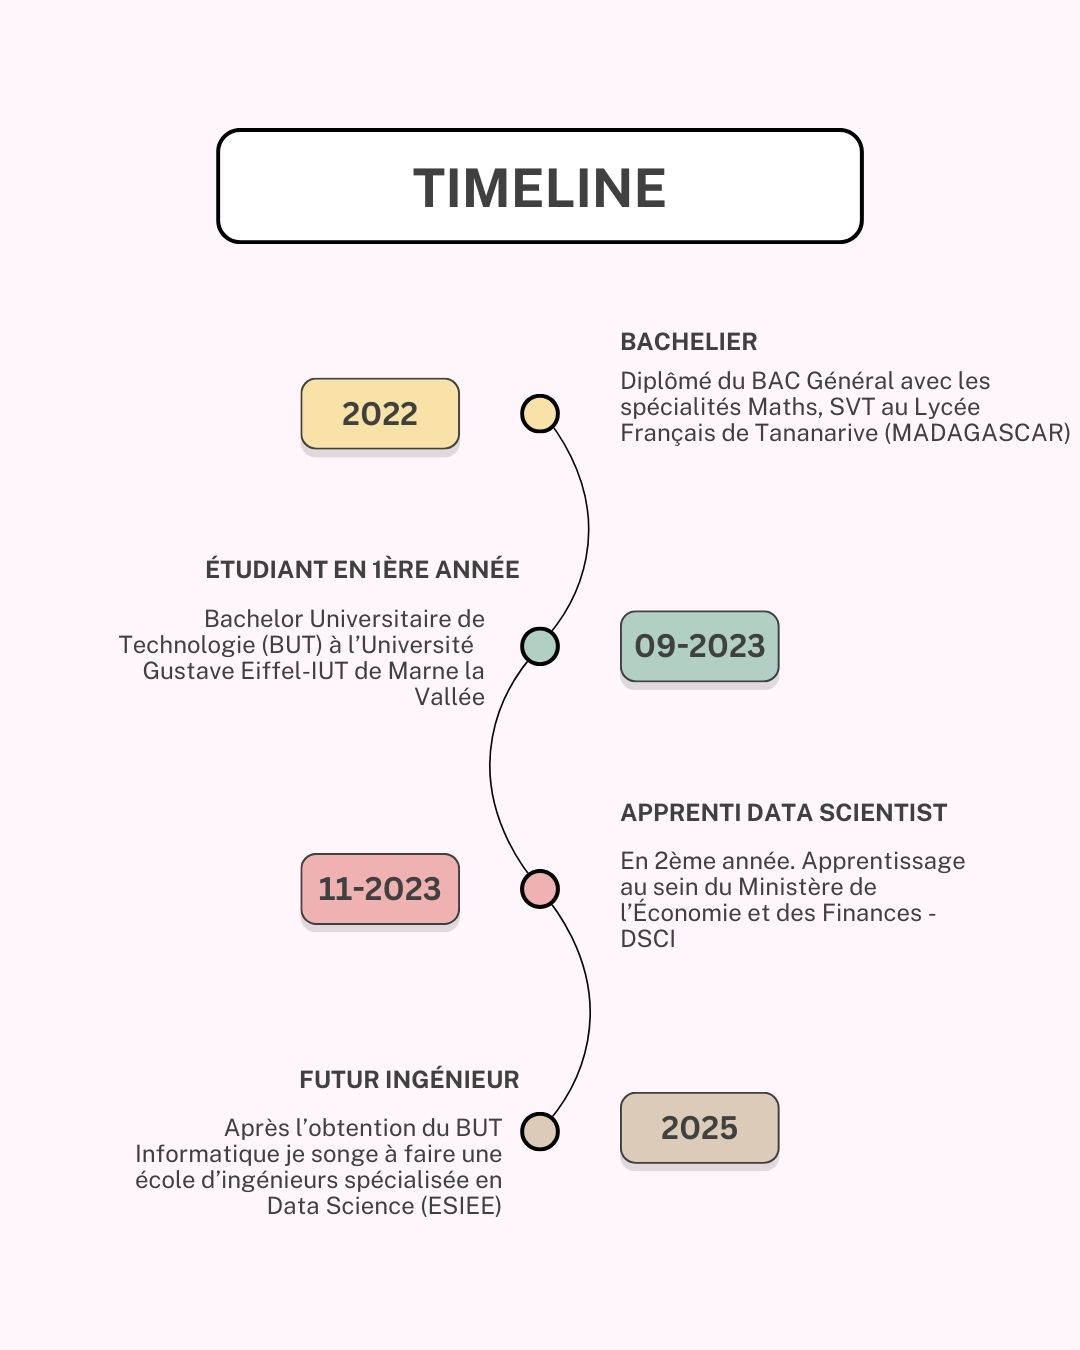 TIMELINE
BACHELIER
Diplômé du BAC Général avec les
spécialités Maths, SVT au Lycée
Français de Tananarive (MADAGASCAR)
2022
ÉTUDIANT EN 1ÈRE ANNÉE
Bachelor Universitaire de
Technologie (BUT) à l’Université
Gustave Eiffel-IUT de Marne la
Vallée
09-2023
APPRENTI DATA SCIENTIST
En 2ème année. Apprentissage
au sein du Ministère de
l’Économie et des Finances -
DSCI
11-2023
FUTUR INGÉNIEUR
Après l’obtention du BUT
Informatique je songe à faire une
école d’ingénieurs spécialisée en
Data Science (ESIEE)
2025